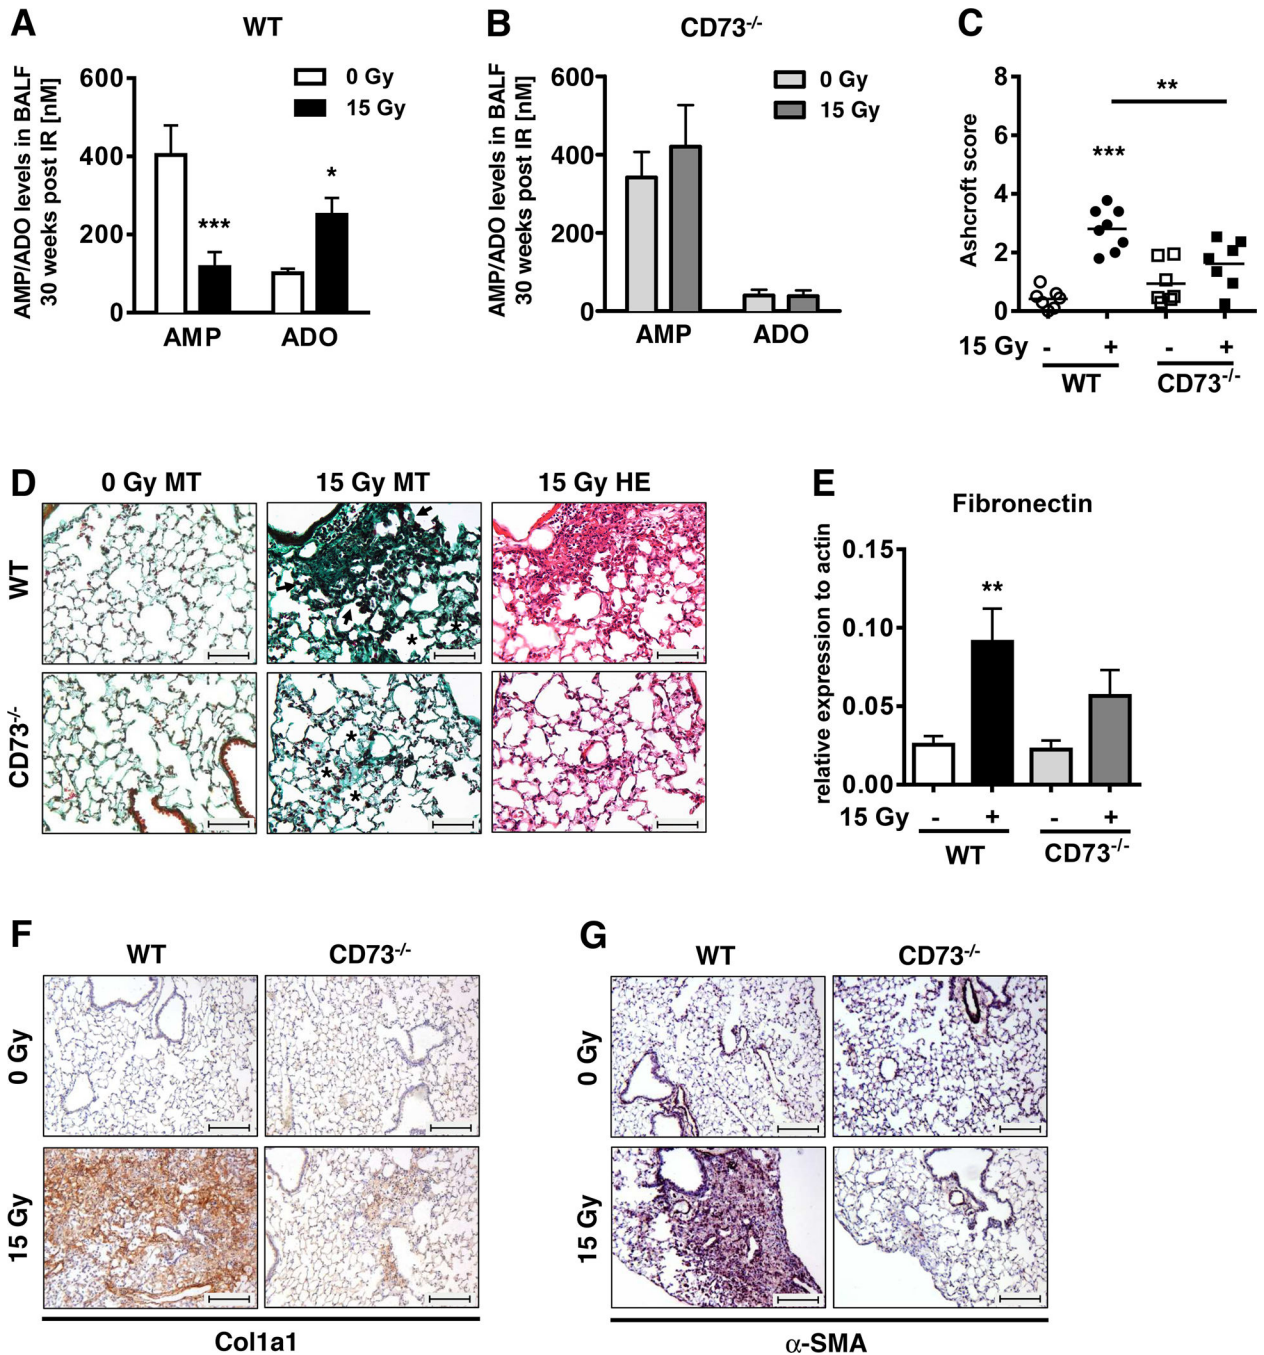 A
WT
AMP/ADO levels in BALF
30 weeks post IR [nM]
600
400
200
0
0 Gy
15 Gy
***
*
AMP
ADO
B
CD73-/-
AMP/ADO levels in BALF
30 weeks post IR [nM]
600
400
200
0
0 Gy
15 Gy
AMP
ADO
C
Ashcroft score
8
6
4
2
0
**
***
15 Gy - + - +
WT CD73-/-
D
0 Gy MT 15 Gy MT 15 Gy HE
WT
* *
CD73-/-
*
*
*
E
Fibronectin
relative expression to actin
0.15
0.10
0.05
0.00
**
15 Gy - + - +
WT CD73-/-
F
WT CD73-/-
0 Gy
15 Gy
Col1a1
G
WT CD73-/-
0 Gy
15 Gy
α-SMA